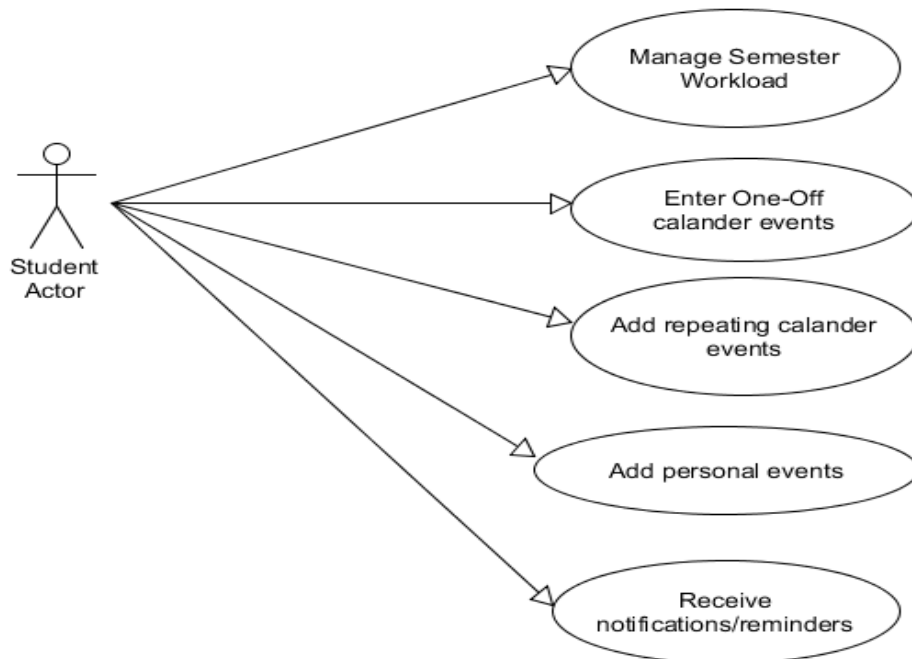 Manage Semester
Workload
Enter One-Off
calander events
Student
Actor
Add repeating calander
events
Add personal events
Receive
notifications/reminders